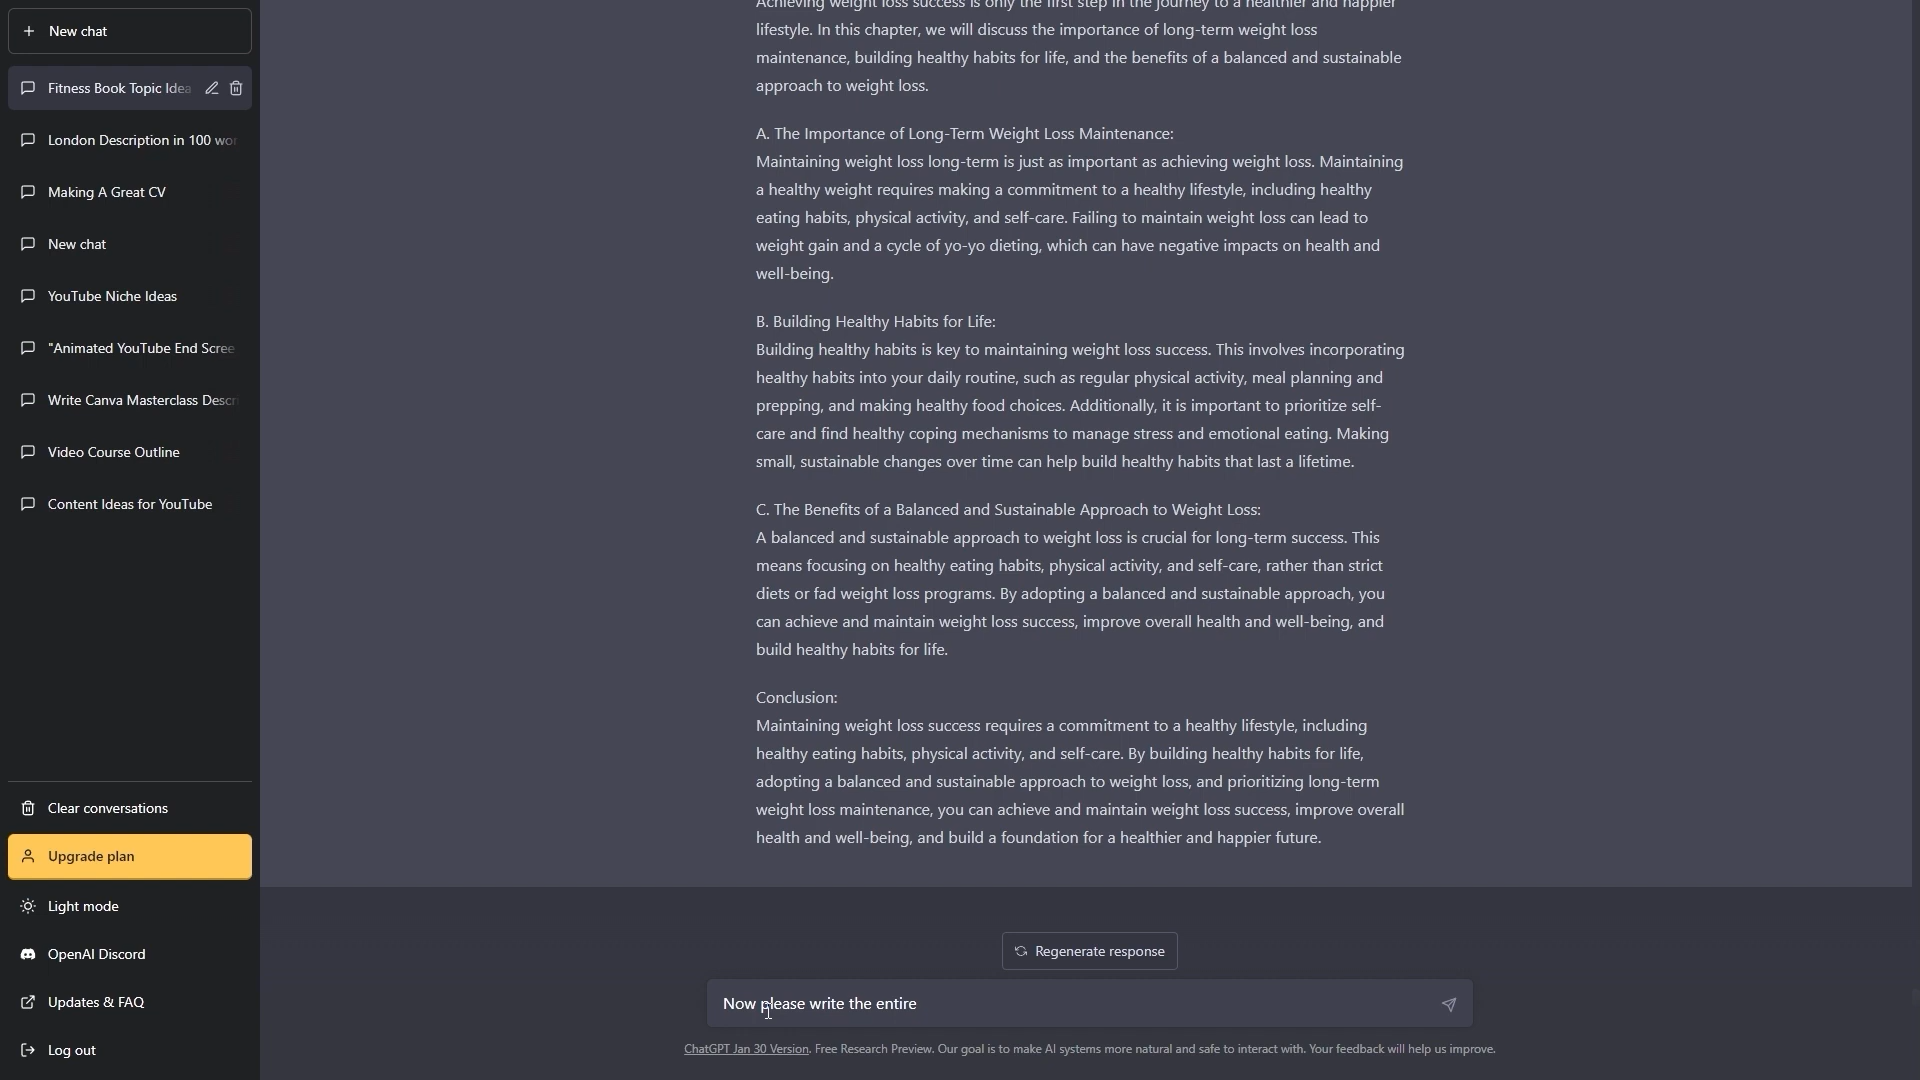 New chat
Fitness Book Topic Idea
London Description in 100 wor
Making A Great CV
New chat
YouTube Niche Ideas
"Animated YouTube End Scree
Write Canva Masterclass Descri
Video Course Outline
Content Ideas for YouTube
Clear conversations
Upgrade plan
Light mode
OpenAI Discord
Updates & FAQ
Log out
Achieving weight loss success is only the first step in the journey to a healthier and happier
lifestyle. In this chapter, we will discuss the importance of long-term weight loss
maintenance, building healthy habits for life, and the benefits of a balanced and sustainable
approach to weight loss.
A. The Importance of Long-Term Weight Loss Maintenance:
Maintaining weight loss long-term is just as important as achieving weight loss. Maintaining
a healthy weight requires making a commitment to a healthy lifestyle, including healthy
eating habits, physical activity, and self-care. Failing to maintain weight loss can lead to
weight gain and a cycle of yo-yo dieting, which can have negative impacts on health and
well-being.
B. Building Healthy Habits for Life:
Building healthy habits is key to maintaining weight loss success. This involves incorporating
healthy habits into your daily routine, such as regular physical activity, meal planning and
prepping, and making healthy food choices. Additionally, it is important to prioritize self-
care and find healthy coping mechanisms to manage stress and emotional eating. Making
small, sustainable changes over time can help build healthy habits that last a lifetime.
C. The Benefits of a Balanced and Sustainable Approach to Weight Loss:
A balanced and sustainable approach to weight loss is crucial for long-term success. This
means focusing on healthy eating habits, physical activity, and self-care, rather than strict
diets or fad weight loss programs. By adopting a balanced and sustainable approach, you
can achieve and maintain weight loss success, improve overall health and well-being, and
build healthy habits for life.
Conclusion:
Maintaining weight loss success requires a commitment to a healthy lifestyle, including
healthy eating habits, physical activity, and self-care. By building healthy habits for life,
adopting a balanced and sustainable approach to weight loss, and prioritizing long-term
weight loss maintenance, you can achieve and maintain weight loss success, improve overall
health and well-being, and build a foundation for a healthier and happier future.
Regenerate response
Now please write the entire
ChatGPT Jan 30 Version. Free Research Preview. Our goal is to make AI systems more natural and safe to interact with. Your feedback will help us improve.